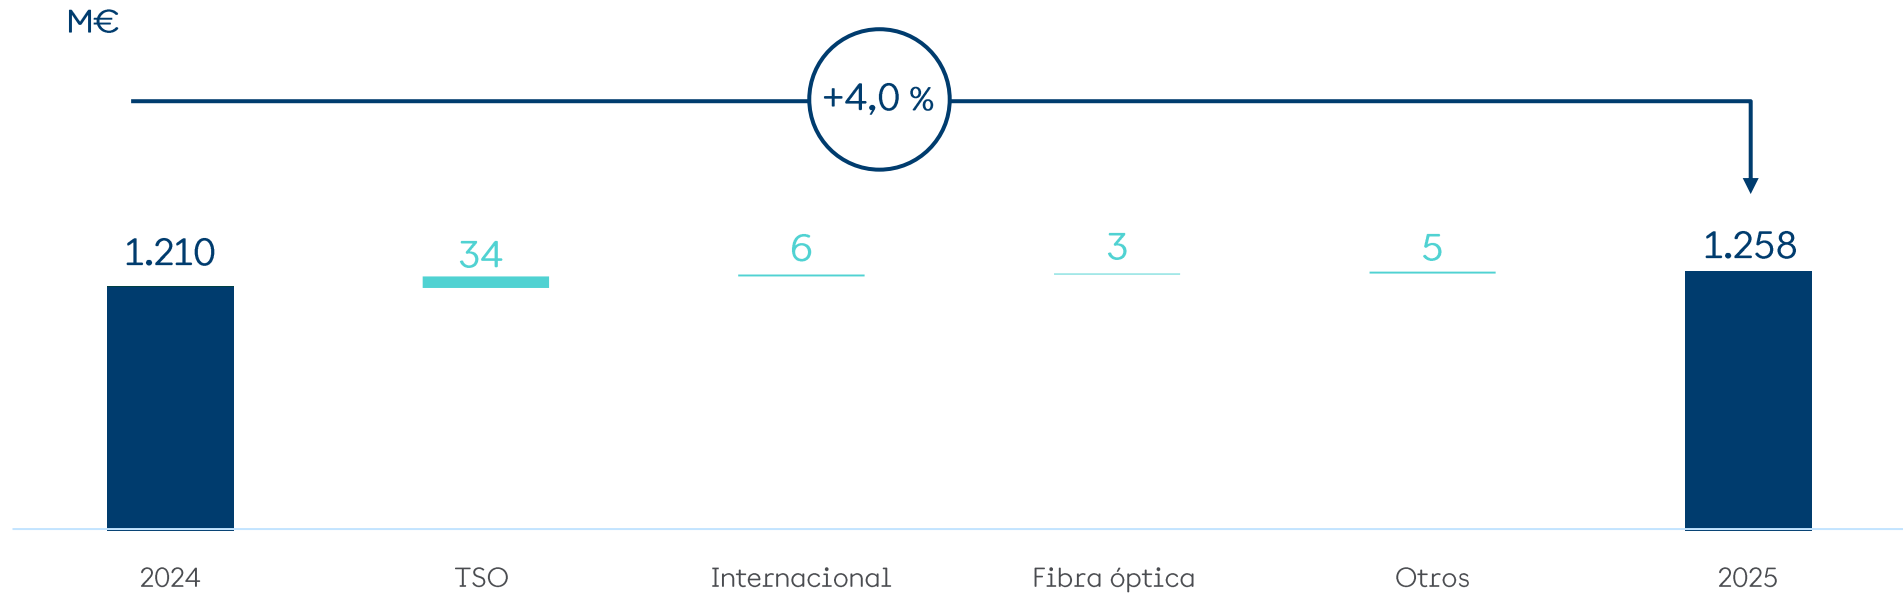 M€
+4,0 %
1.210
34
6
3
5
1.258
2024
TSO
Internacional
Fibra óptica
Otros
2025